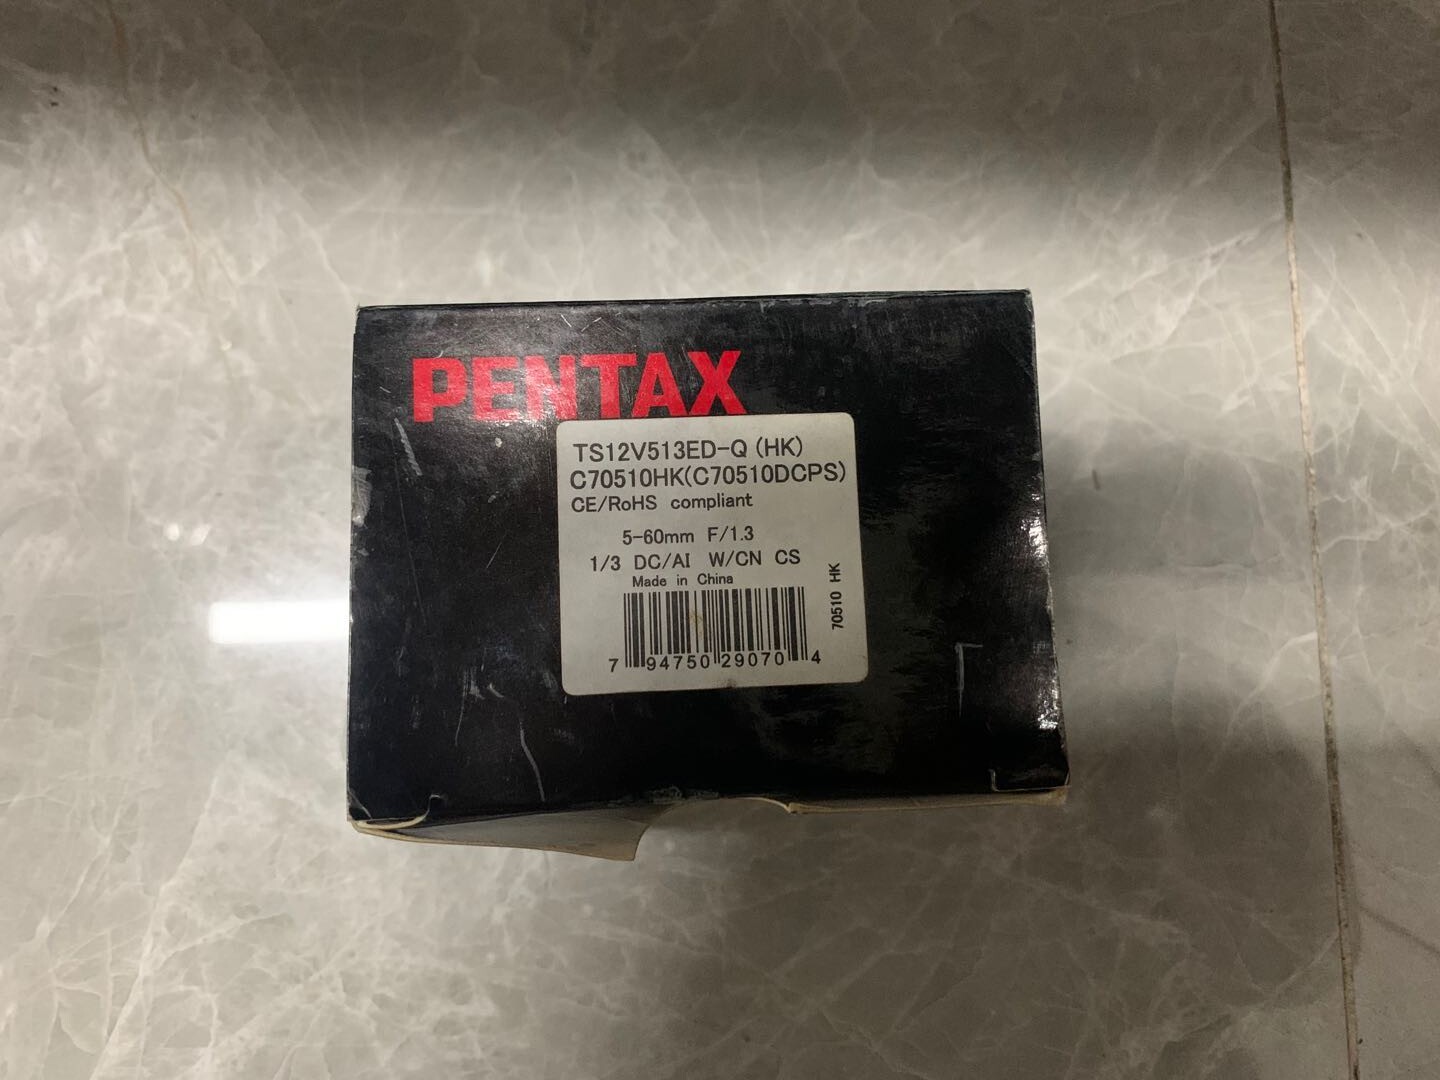 PENTAX
TS12V513ED-Q (HK)
C70510HK(C70510DCPS)
CE/RoHS compliant
5-60mm F/1.3
1/3 DC/AI W/CN CS
Made in China
70510 HK
7 94750 29070 4